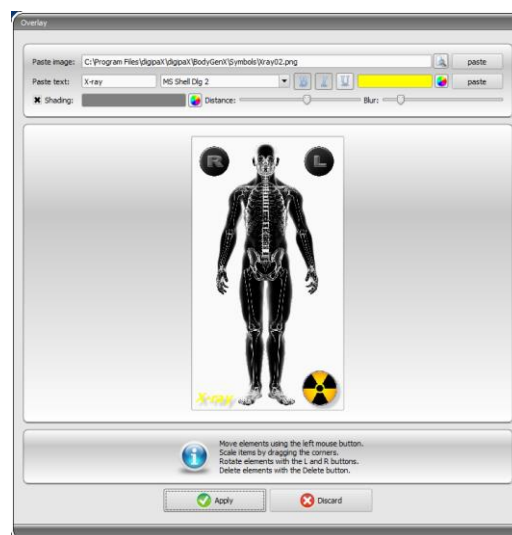 Overlay
Paste image: C:\Program Files\digipaX\digipaX\BodyGenX\Symbols\Xray02.png paste
Paste text: X-ray MS Shell Dlg 2 B I U paste
Shading: Distance: Blur:
R L
X-ray
Move elements using the left mouse button.
Scale items by dragging the corners.
Rotate elements with the L and R buttons.
Delete elements with the Delete button.
Apply Discard